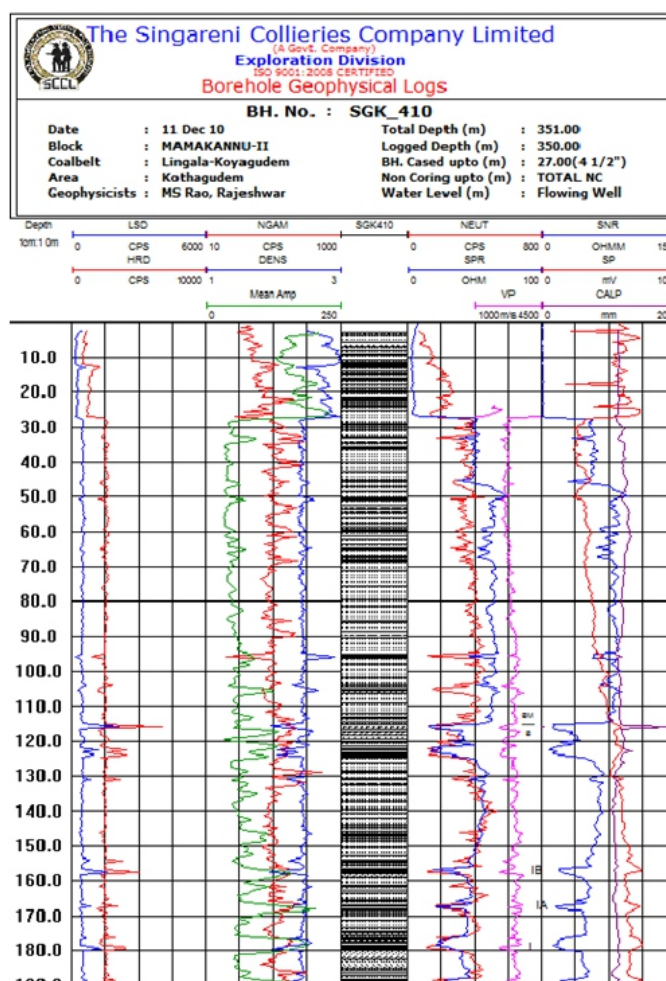 The Singareni Collieries Company Limited
(A Govt. Company)
Exploration Division
ISO 9001:2008 CERTIFIED
Borehole Geophysical Logs
SCCL
BH. No. : SGK_410
Date : 11 Dec 10 Total Depth (m) : 351.00
Block : MAMAKANNU-II Logged Depth (m) : 350.00
Coalbelt : Lingala-Koyagudem BH. Cased upto (m) : 27.00(4 1/2")
Area : Kothagudem Non Coring upto (m) : TOTAL NC
Geophysicists : MS Rao, Rajeshwar Water Level (m) : Flowing Well
Depth LSD NGAM SGK410 NEUT SNR
0 CPS 6000 10 CPS 1000 0 CPS 800 0 OHMM
HRD DENS SPR SP
0 CPS 10000 1 3 0 OHM 100 0 mV
Mean Amp VP CALP
0 250 1000 m/s 4500 0 mm
10.0
20.0
30.0
40.0
50.0
60.0
70.0
80.0
90.0
100.0
110.0
120.0
130.0
140.0
150.0
IB
160.0
IA
170.0
I
180.0